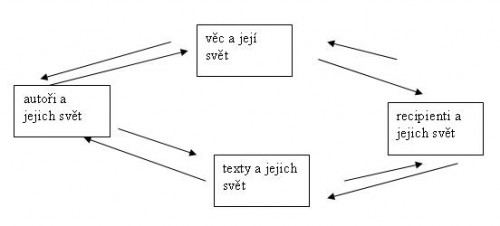 věc a její
svět
autoři a
jejich svět
recipienti a
jejich svět
texty a jejich
svět